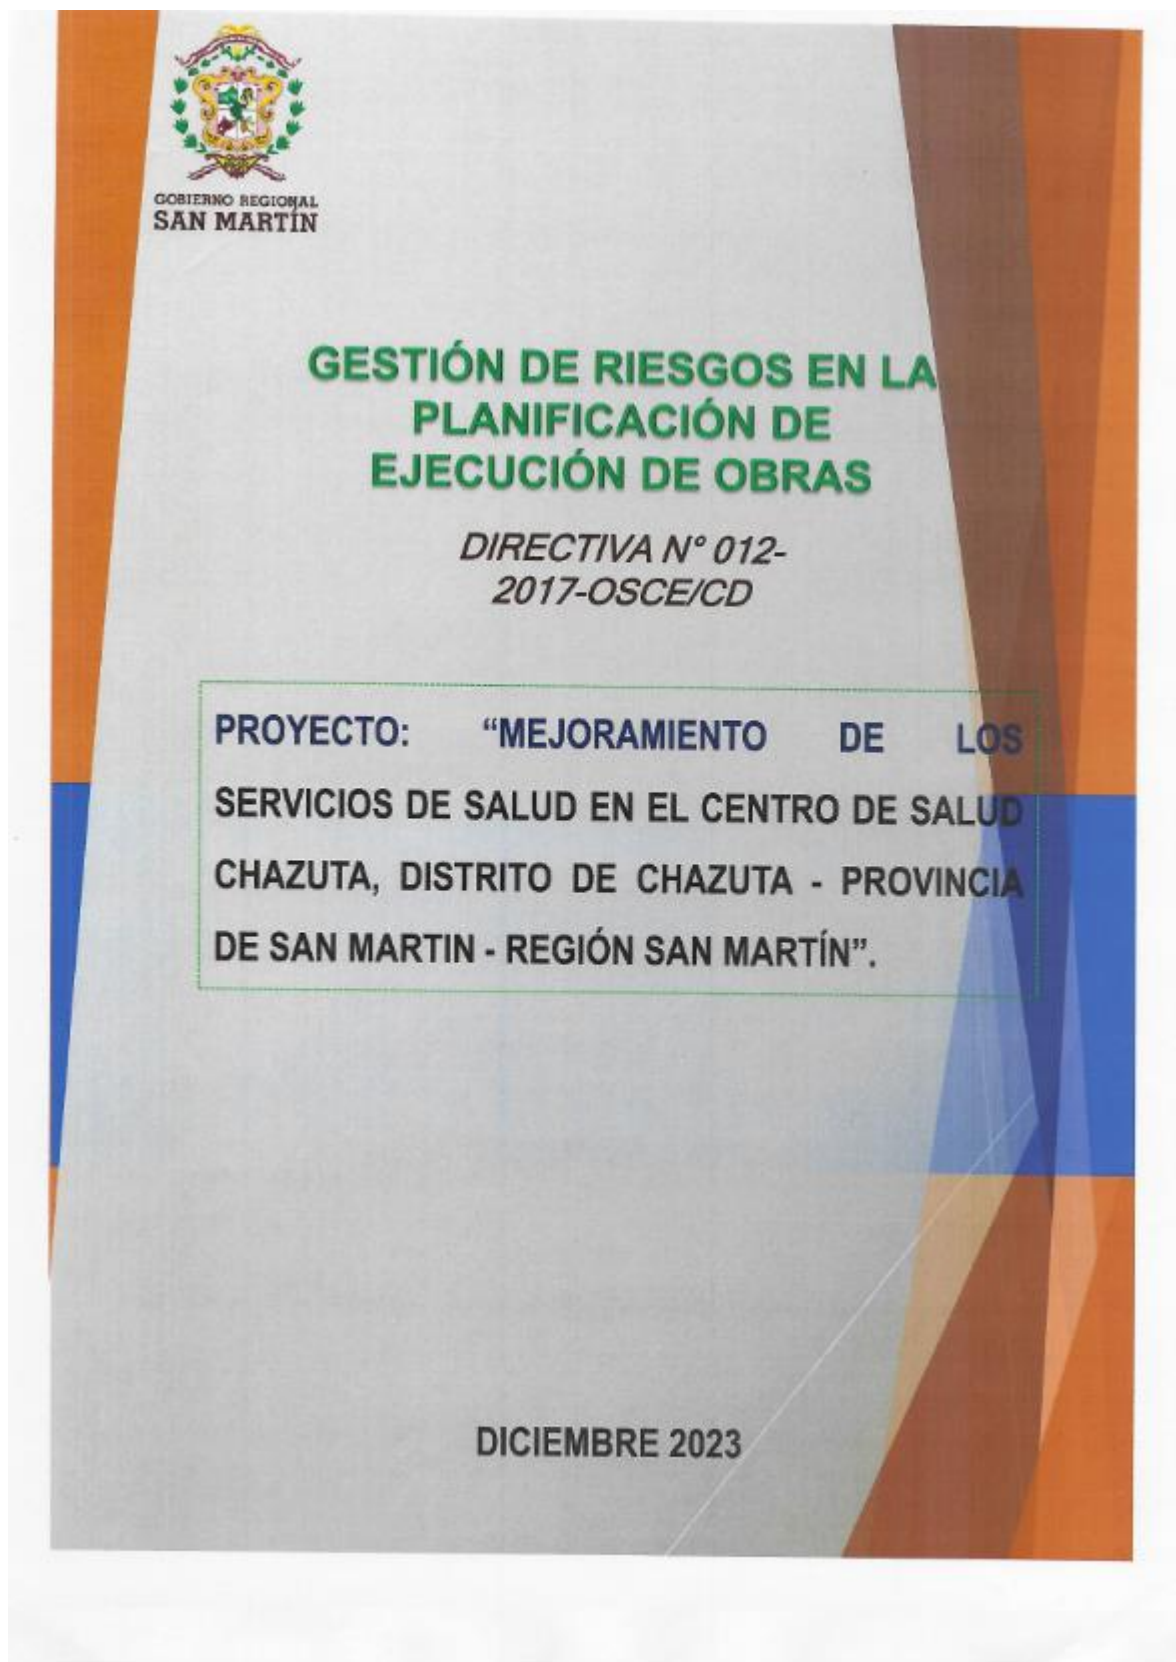 GOBIERNO REGIONAL
SAN MARTÍN
GESTIÓN DE RIESGOS EN LA
PLANIFICACIÓN DE
EJECUCIÓN DE OBRAS
DIRECTIVA N° 012-
2017-OSCE/CD
PROYECTO: “MEJORAMIENTO DE LOS
SERVICIOS DE SALUD EN EL CENTRO DE SALUD
CHAZUTA, DISTRITO DE CHAZUTA - PROVINCIA
DE SAN MARTIN - REGIÓN SAN MARTÍN”.
DICIEMBRE 2023